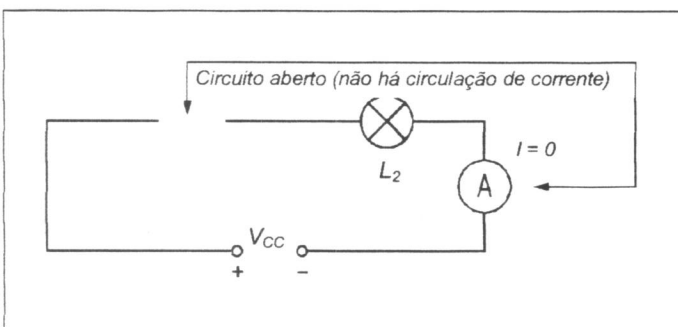 Circuito aberto (não há circulação de corrente)
I = 0
L2
A
VCC
+ −